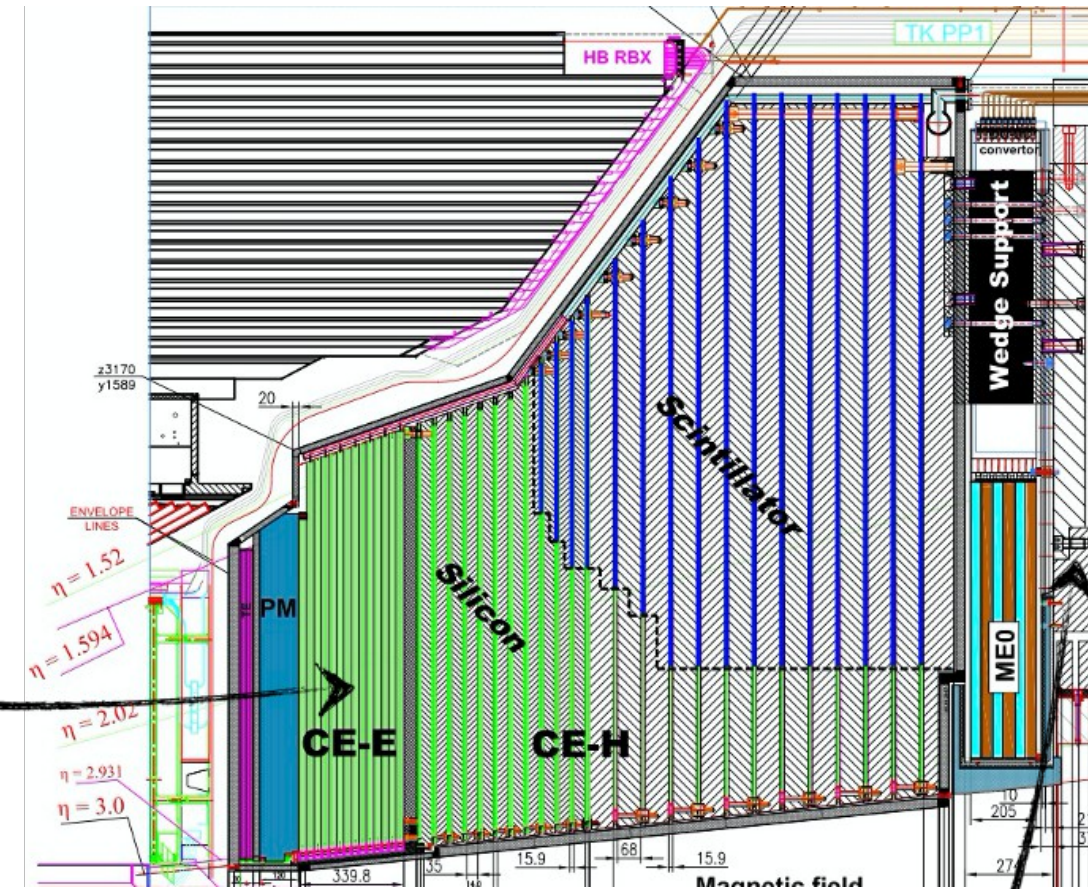 TK PP1
HB RBX
convertor
Wedge Support
z3170
y1589
20
Scintillator
ENVELOPE
LINES
η = 1.52
Silicon
TE
PM
η = 1.594
ME0
η = 2.02
CE-E
CE-H
η = 2.931
η = 3.0
10
205
68
15.9
15.9
35
339.8
274
Magnetic field